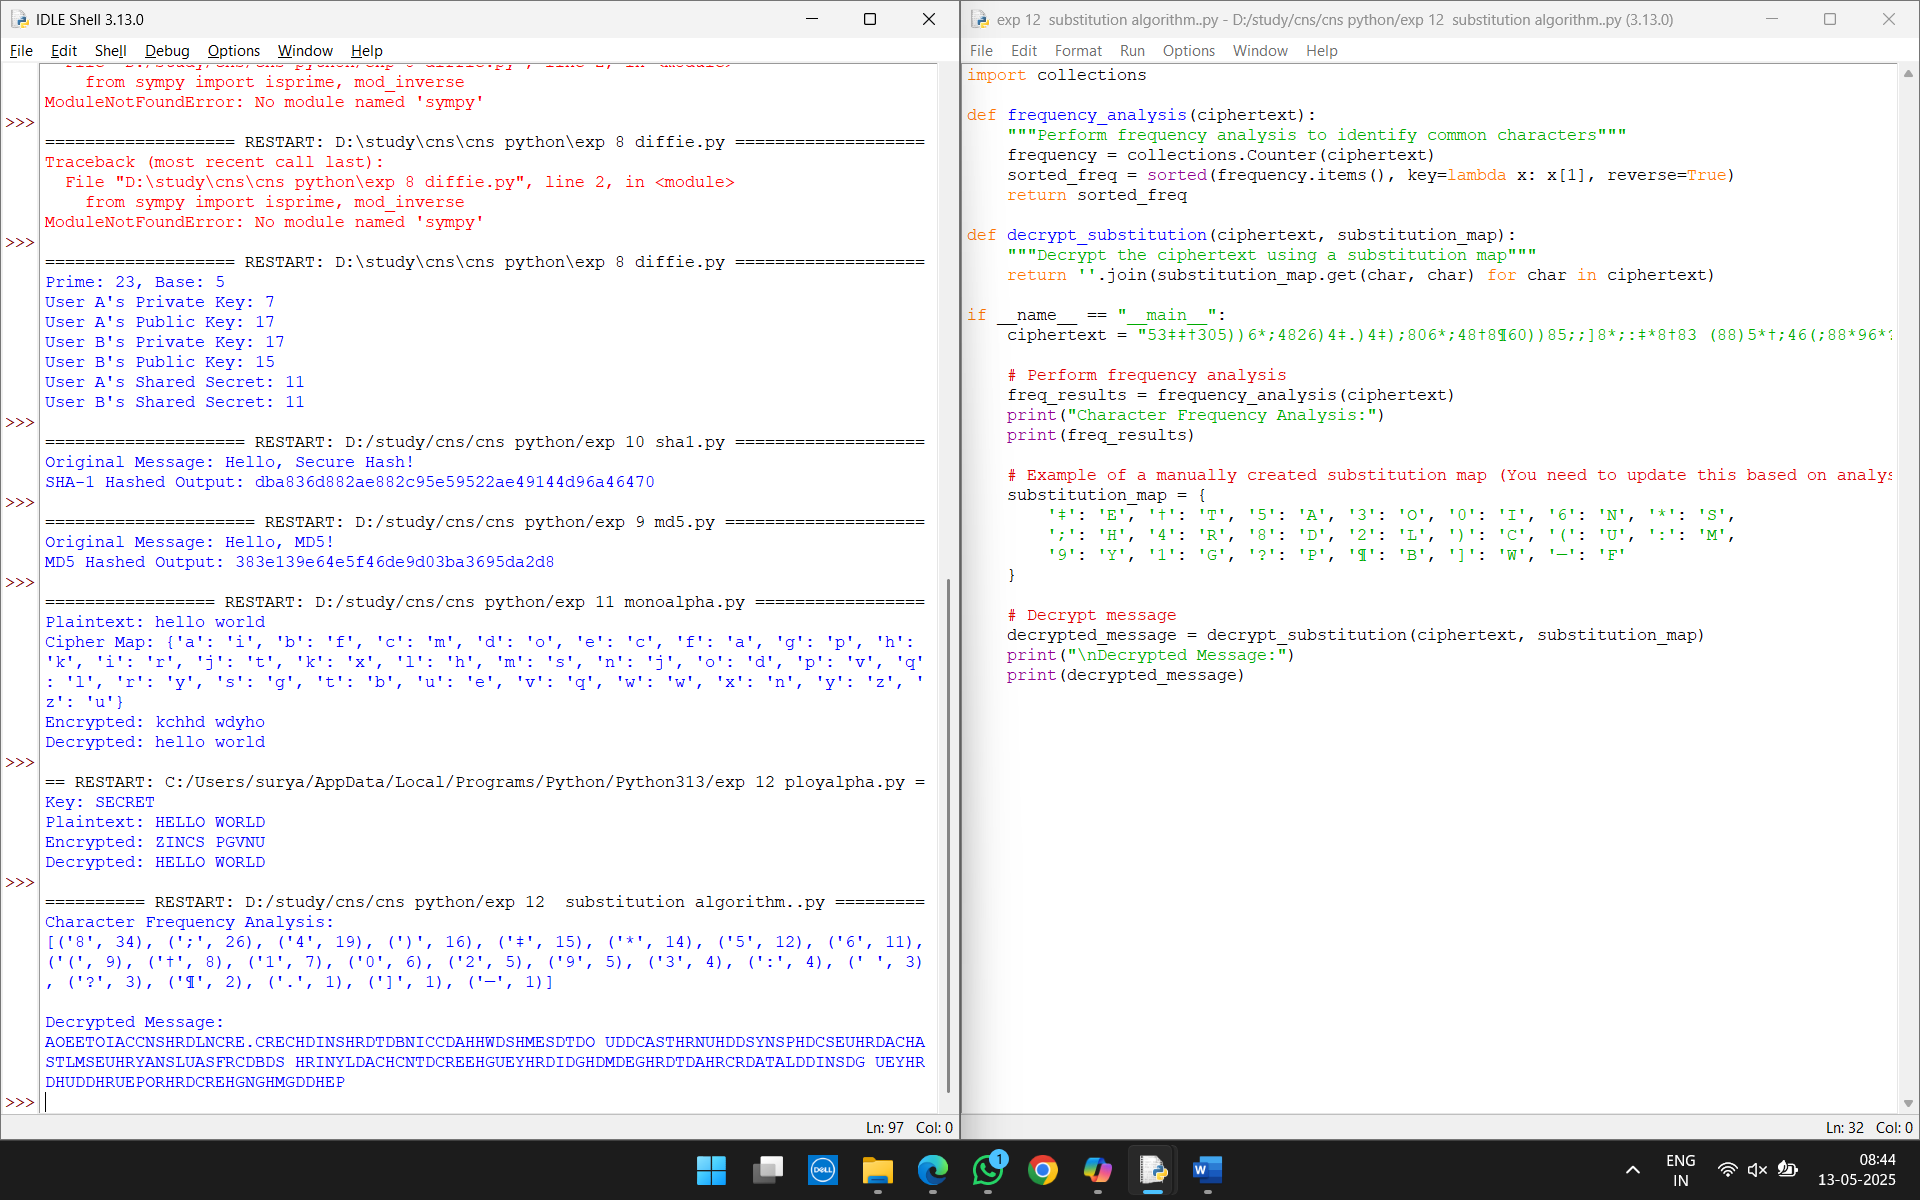 IDLE Shell 3.13.0
File Edit Shell Debug Options Window Help
from sympy import isprime, mod_inverse
ModuleNotFoundError: No module named 'sympy'
>>>
=================== RESTART: D:\study\cns\cns python\exp 8 diffie.py ===================
Traceback (most recent call last):
  File "D:\study\cns\cns python\exp 8 diffie.py", line 2, in <module>
    from sympy import isprime, mod_inverse
ModuleNotFoundError: No module named 'sympy'
>>>
=================== RESTART: D:\study\cns\cns python\exp 8 diffie.py ===================
Prime: 23, Base: 5
User A's Private Key: 7
User A's Public Key: 17
User B's Private Key: 17
User B's Public Key: 15
User A's Shared Secret: 11
User B's Shared Secret: 11
>>>
==================== RESTART: D:/study/cns/cns python/exp 10 sha1.py ===================
Original Message: Hello, Secure Hash!
SHA-1 Hashed Output: dba836d882ae882c95e59522ae49144d96a46470
>>>
===================== RESTART: D:/study/cns/cns python/exp 9 md5.py ====================
Original Message: Hello, MD5!
MD5 Hashed Output: 383e139e64e5f46de9d03ba3695da2d8
>>>
================= RESTART: D:/study/cns/cns python/exp 11 monoalpha.py =================
Plaintext: hello world
Cipher Map: {'a': 'i', 'b': 'f', 'c': 'm', 'd': 'o', 'e': 'c', 'f': 'a', 'g': 'p', 'h':
'k', 'i': 'r', 'j': 't', 'k': 'x', 'l': 'h', 'm': 's', 'n': 'j', 'o': 'd', 'p': 'v', 'q'
: 'l', 'r': 'y', 's': 'g', 't': 'b', 'u': 'e', 'v': 'q', 'w': 'w', 'x': 'n', 'y': 'z', '
z': 'u'}
Encrypted: kchhd wdyho
Decrypted: hello world
>>>
== RESTART: C:/Users/surya/AppData/Local/Programs/Python/Python313/exp 12 ployalpha.py =
Key: SECRET
Plaintext: HELLO WORLD
Encrypted: ZINCS PGVNU
Decrypted: HELLO WORLD
>>>
========== RESTART: D:/study/cns/cns python/exp 12  substitution algorithm..py =========
Character Frequency Analysis:
[('8', 34), (';', 26), ('4', 19), (')', 16), ('‡', 15), ('*', 14), ('5', 12), ('6', 11),
('(', 9), ('†', 8), ('1', 7), ('0', 6), ('2', 5), ('9', 5), ('3', 4), (':', 4), (' ', 3)
, ('?', 3), ('¶', 2), ('.', 1), (']', 1), ('—', 1)]
Decrypted Message:
AOEETOIACCNSHRDLNCRE.CRECHDINSHRDTDBNICCDAHHWDSHMESDTDO UDDCASTHRNUHDDSYNSPHDCSEUHRDACHA
STLMSEUHRYANSLUASFRCDBDS HRINYLDACHCNTDCREEHGUEYHRDIDGHDMDEGHRDTDAHRCRDATALDDINSDG UEYHR
DHUDDHRUEPORHRDCREHGNGHMGDDHEP
>>>
Ln: 97 Col: 0
exp 12  substitution algorithm..py - D:/study/cns/cns python/exp 12  substitution algorithm..py (3.13.0)
File Edit Format Run Options Window Help
import collections
def frequency_analysis(ciphertext):
    """Perform frequency analysis to identify common characters"""
    frequency = collections.Counter(ciphertext)
    sorted_freq = sorted(frequency.items(), key=lambda x: x[1], reverse=True)
    return sorted_freq
def decrypt_substitution(ciphertext, substitution_map):
    """Decrypt the ciphertext using a substitution map"""
    return ''.join(substitution_map.get(char, char) for char in ciphertext)
if __name__ == "__main__":
    ciphertext = "53‡‡†305))6*;4826)4‡.)4‡);806*;48†8¶60))85;;]8*;:‡*8†83 (88)5*†;46(;88*96*?
    # Perform frequency analysis
    freq_results = frequency_analysis(ciphertext)
    print("Character Frequency Analysis:")
    print(freq_results)
    # Example of a manually created substitution map (You need to update this based on analys
    substitution_map = {
        '‡': 'E', '†': 'T', '5': 'A', '3': 'O', '0': 'I', '6': 'N', '*': 'S',
        ';': 'H', '4': 'R', '8': 'D', '2': 'L', ')': 'C', '(': 'U', ':': 'M',
        '9': 'Y', '1': 'G', '?': 'P', '¶': 'B', ']': 'W', '—': 'F'
    }
    # Decrypt message
    decrypted_message = decrypt_substitution(ciphertext, substitution_map)
    print("\nDecrypted Message:")
    print(decrypted_message)
Ln: 32 Col: 0
DELL
1
ENG
IN
08:44
13-05-2025